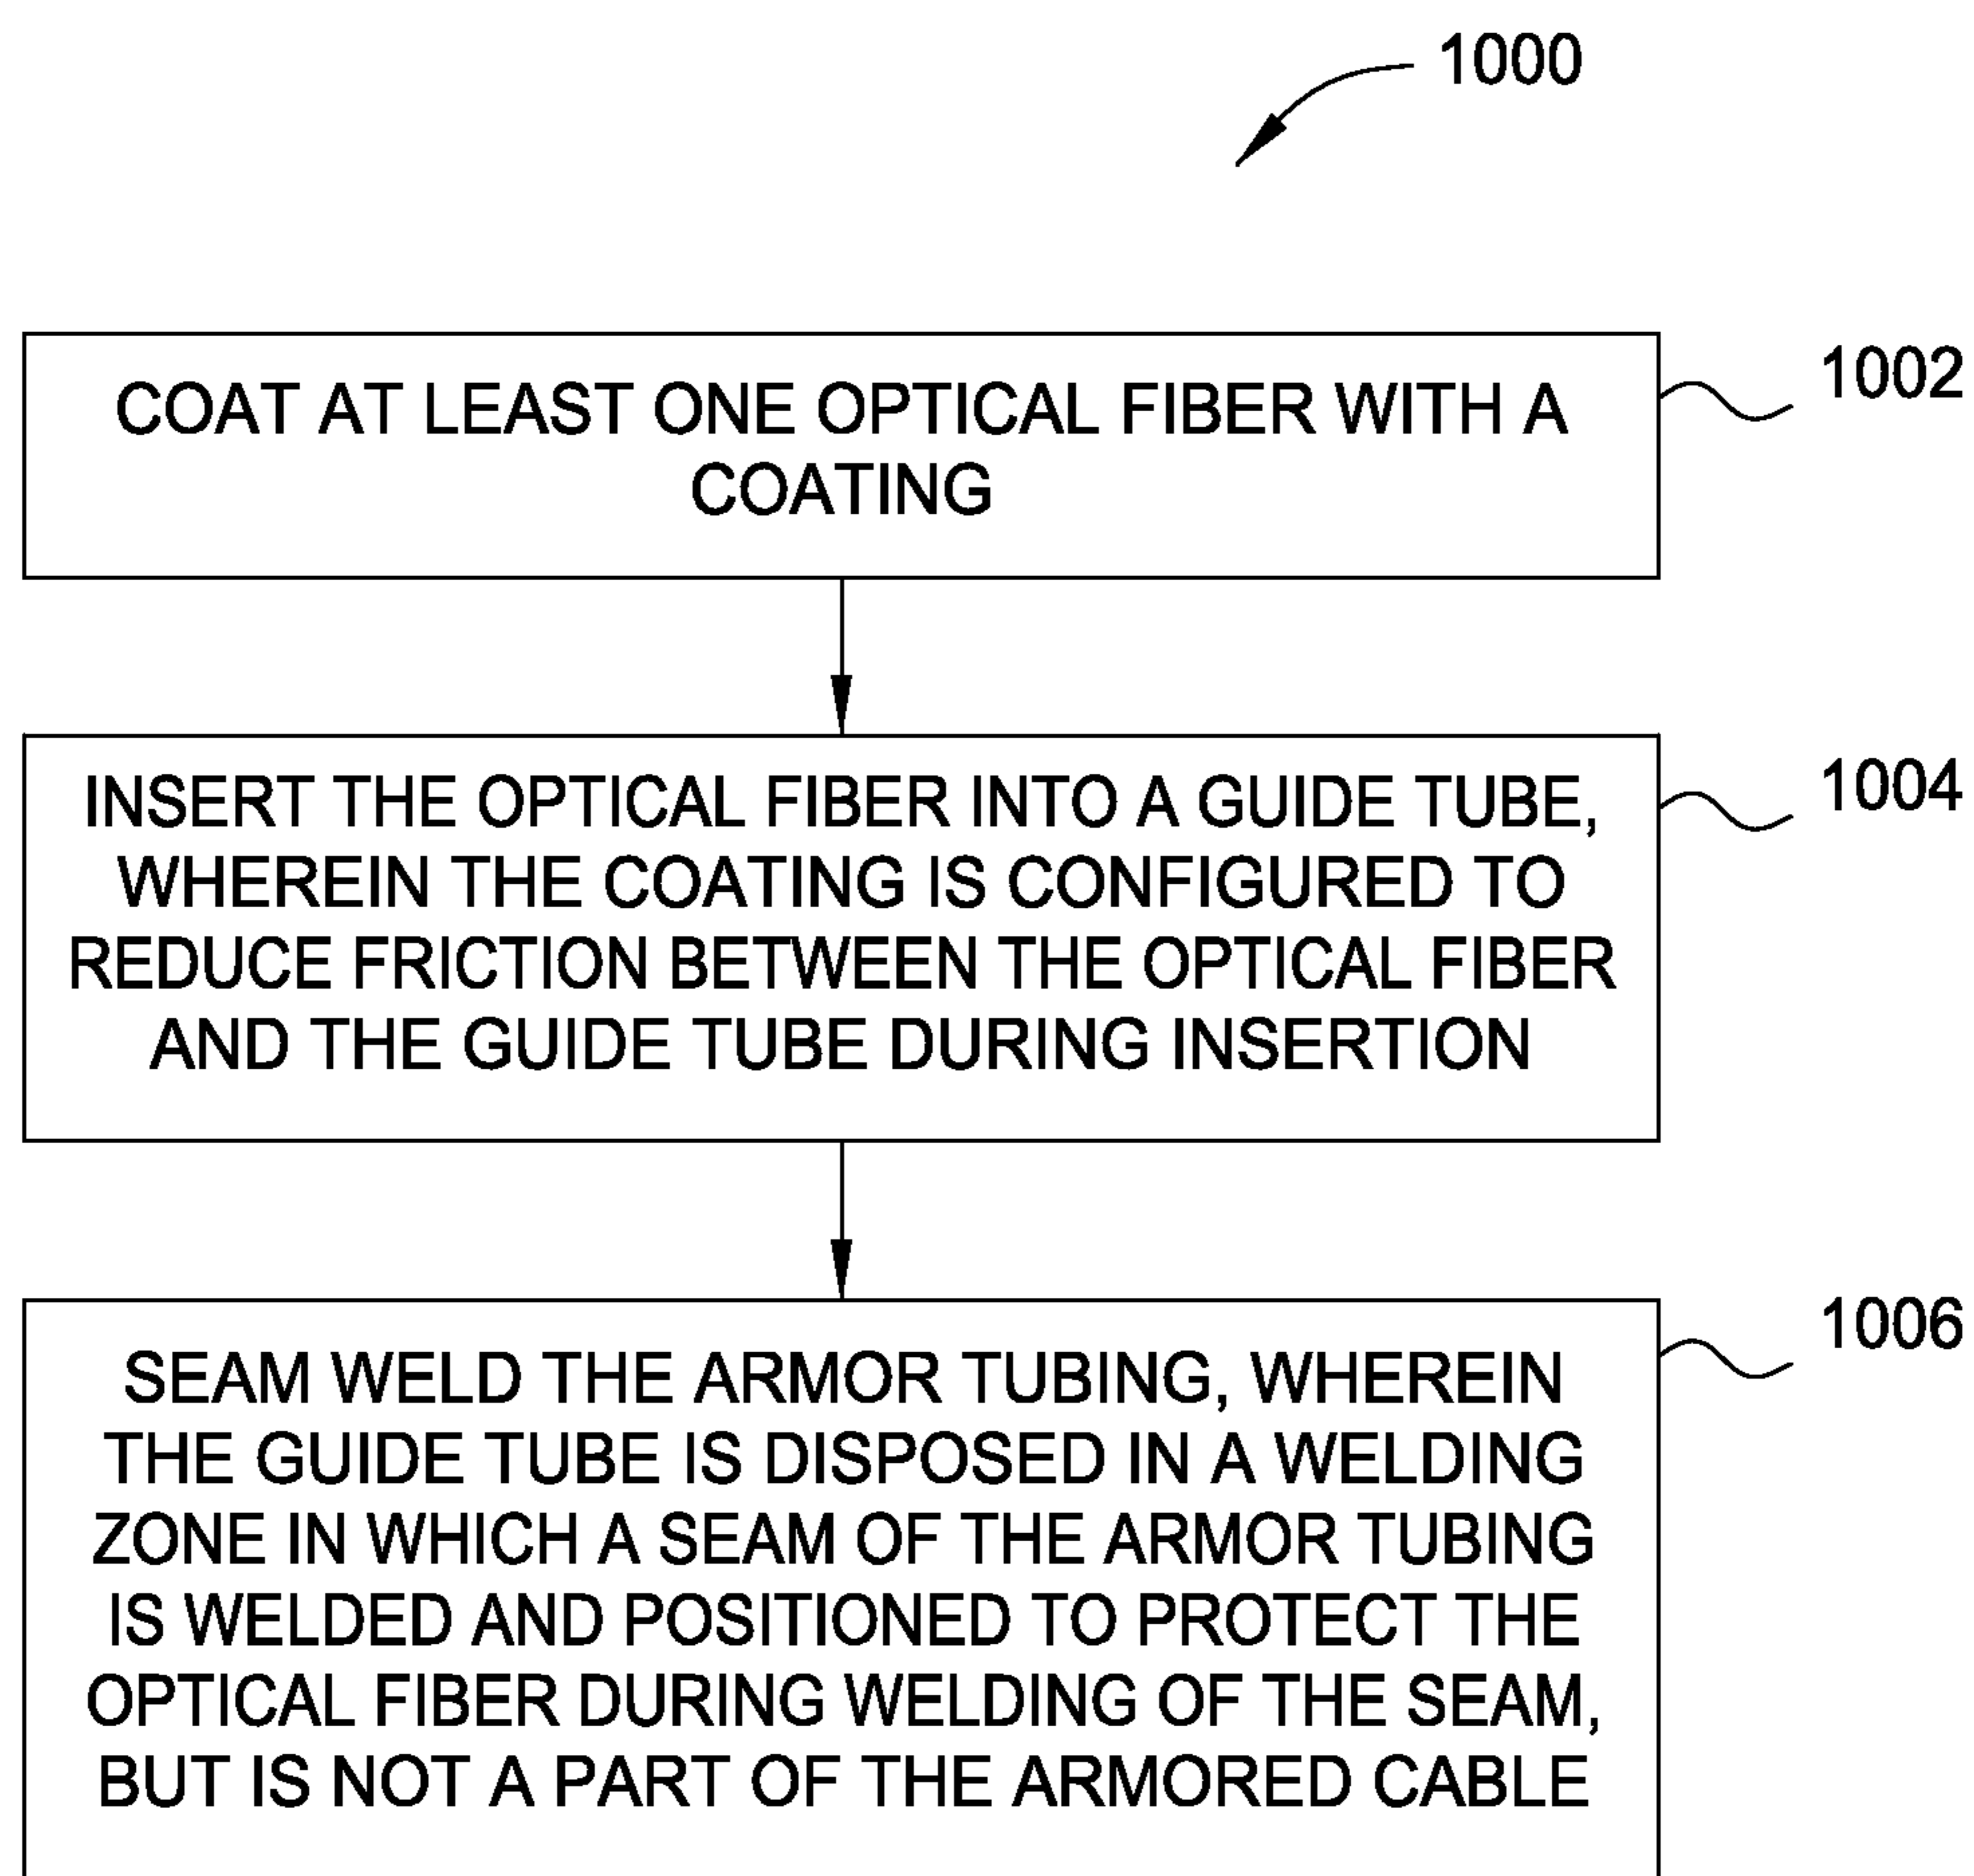 1000
COAT AT LEAST ONE OPTICAL FIBER WITH A
COATING
1002
INSERT THE OPTICAL FIBER INTO A GUIDE TUBE,
WHEREIN THE COATING IS CONFIGURED TO
REDUCE FRICTION BETWEEN THE OPTICAL FIBER
AND THE GUIDE TUBE DURING INSERTION
1004
SEAM WELD THE ARMOR TUBING, WHEREIN
THE GUIDE TUBE IS DISPOSED IN A WELDING
ZONE IN WHICH A SEAM OF THE ARMOR TUBING
IS WELDED AND POSITIONED TO PROTECT THE
OPTICAL FIBER DURING WELDING OF THE SEAM,
BUT IS NOT A PART OF THE ARMORED CABLE
1006